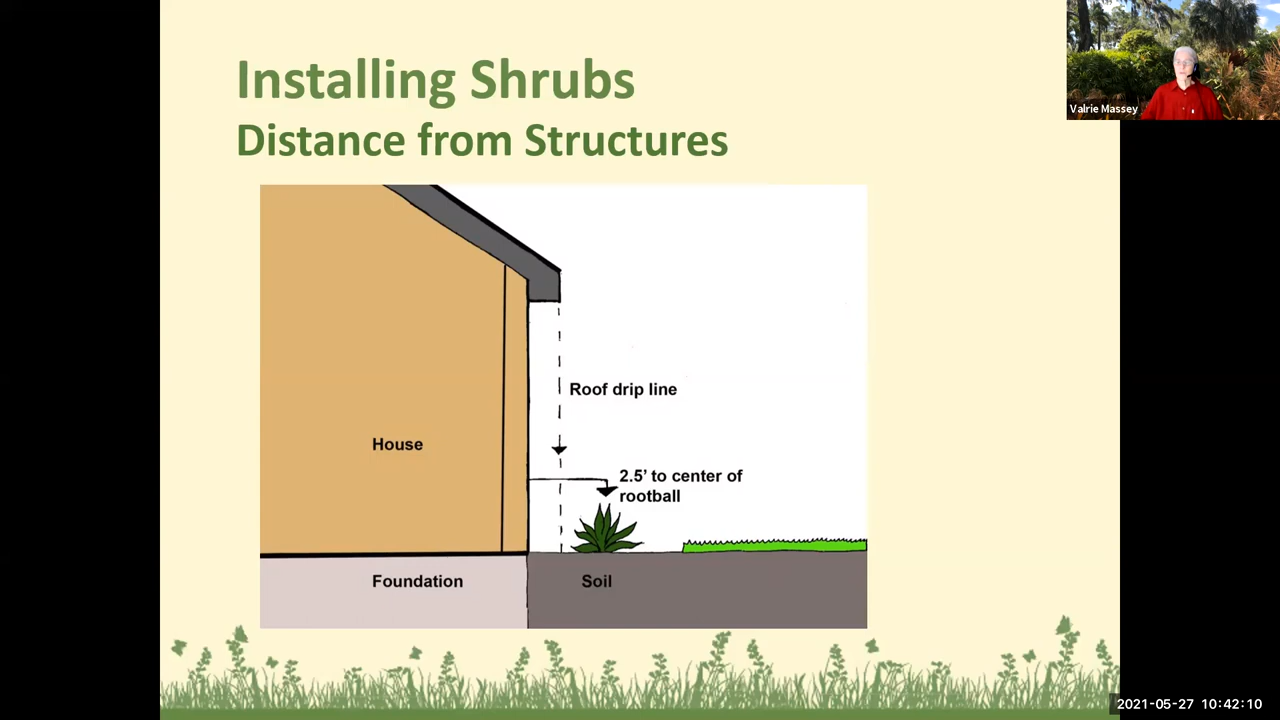 Installing Shrubs
Distance from Structures
Valrie Massey
Roof drip line
House
2.5' to center of
rootball
Foundation
Soil
2021-05-27 10:42:10